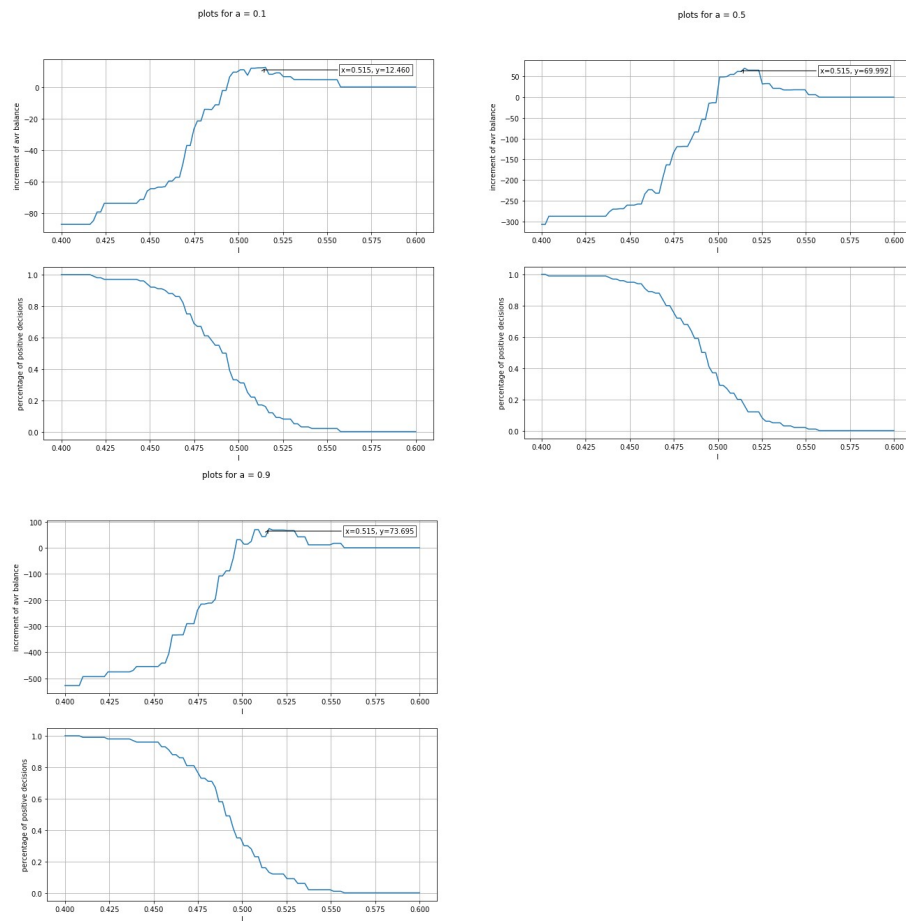 plots for a = 0.1
increment of avr balance
0
−20
−40
−60
−80
x=0.515, y=12.460
0.400 0.425 0.450 0.475 0.500 0.525 0.550 0.575 0.600
l
percentage of positive decisions
1.0
0.8
0.6
0.4
0.2
0.0
0.400 0.425 0.450 0.475 0.500 0.525 0.550 0.575 0.600
l
plots for a = 0.5
increment of avr balance
50
0
−50
−100
−150
−200
−250
−300
x=0.515, y=69.992
0.400 0.425 0.450 0.475 0.500 0.525 0.550 0.575 0.600
l
percentage of positive decisions
1.0
0.8
0.6
0.4
0.2
0.0
0.400 0.425 0.450 0.475 0.500 0.525 0.550 0.575 0.600
l
plots for a = 0.9
increment of avr balance
100
0
−100
−200
−300
−400
−500
x=0.515, y=73.695
0.400 0.425 0.450 0.475 0.500 0.525 0.550 0.575 0.600
l
percentage of positive decisions
1.0
0.8
0.6
0.4
0.2
0.0
0.400 0.425 0.450 0.475 0.500 0.525 0.550 0.575 0.600
l